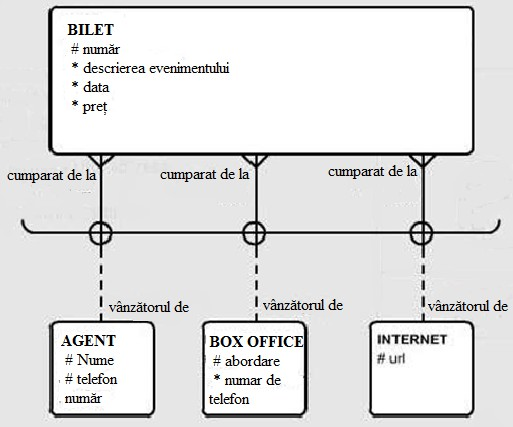 BILET
# număr
* descrierea evenimentului
* data
* preț
cumparat de la
cumparat de la
cumparat de la
vânzătorul de
vânzătorul de
vânzătorul de
AGENT
# Nume
# telefon
număr
BOX OFFICE
# abordare
* numar de
telefon
INTERNET
# url